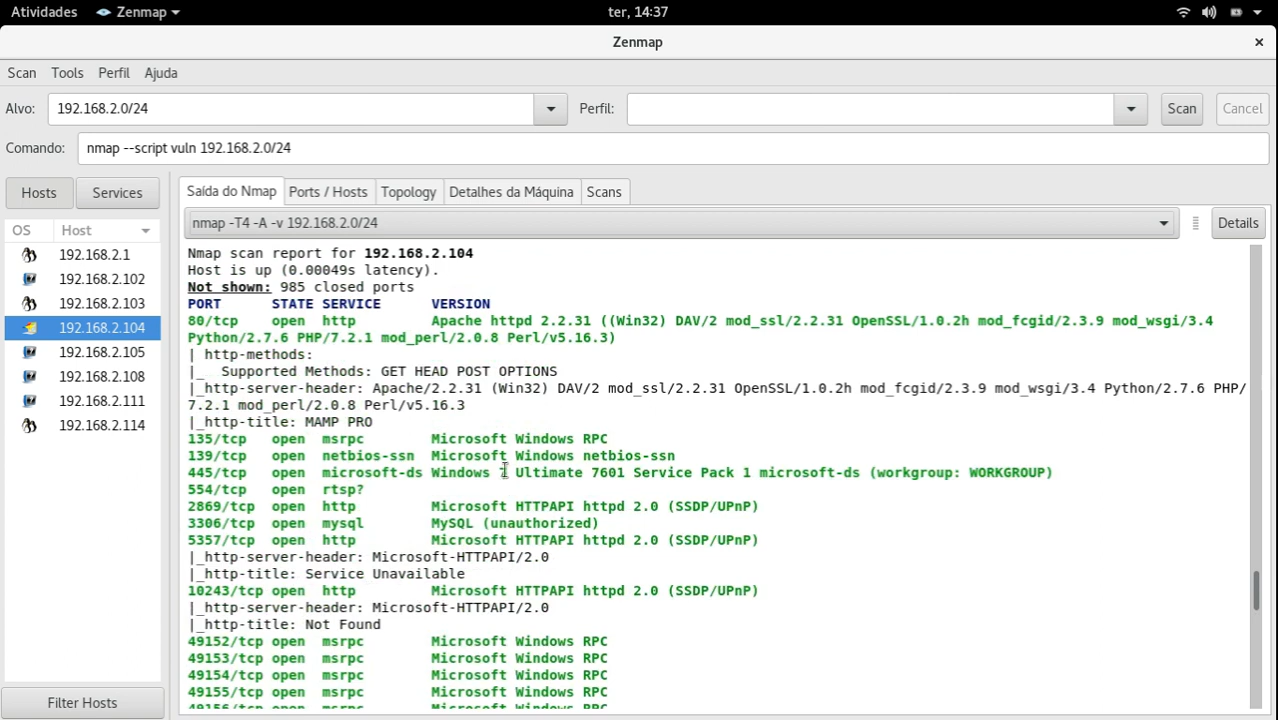 Atividades Zenmap ter, 14:37
Zenmap
Scan Tools Perfil Ajuda
Alvo: 192.168.2.0/24 Perfil: Scan Cancel
Comando: nmap --script vuln 192.168.2.0/24
Hosts Services
Saída do Nmap Ports / Hosts Topology Detalhes da Máquina Scans
OS Host
192.168.2.1
192.168.2.102
192.168.2.103
192.168.2.104
192.168.2.105
192.168.2.108
192.168.2.111
192.168.2.114
Filter Hosts
nmap -T4 -A -v 192.168.2.0/24 Details
Nmap scan report for 192.168.2.104
Host is up (0.00049s latency).
Not shown: 985 closed ports
PORT STATE SERVICE VERSION
80/tcp open http Apache httpd 2.2.31 ((Win32) DAV/2 mod_ssl/2.2.31 OpenSSL/1.0.2h mod_fcgid/2.3.9 mod_wsgi/3.4
Python/2.7.6 PHP/7.2.1 mod_perl/2.0.8 Perl/v5.16.3)
| http-methods:
|_ Supported Methods: GET HEAD POST OPTIONS
|_http-server-header: Apache/2.2.31 (Win32) DAV/2 mod_ssl/2.2.31 OpenSSL/1.0.2h mod_fcgid/2.3.9 mod_wsgi/3.4 Python/2.7.6 PHP/
7.2.1 mod_perl/2.0.8 Perl/v5.16.3
|_http-title: MAMP PRO
135/tcp open msrpc Microsoft Windows RPC
139/tcp open netbios-ssn Microsoft Windows netbios-ssn
445/tcp open microsoft-ds Windows Ultimate 7601 Service Pack 1 microsoft-ds (workgroup: WORKGROUP)
554/tcp open rtsp?
2869/tcp open http Microsoft HTTPAPI httpd 2.0 (SSDP/UPnP)
3306/tcp open mysql MySQL (unauthorized)
5357/tcp open http Microsoft HTTPAPI httpd 2.0 (SSDP/UPnP)
|_http-server-header: Microsoft-HTTPAPI/2.0
|_http-title: Service Unavailable
10243/tcp open http Microsoft HTTPAPI httpd 2.0 (SSDP/UPnP)
|_http-server-header: Microsoft-HTTPAPI/2.0
|_http-title: Not Found
49152/tcp open msrpc Microsoft Windows RPC
49153/tcp open msrpc Microsoft Windows RPC
49154/tcp open msrpc Microsoft Windows RPC
49155/tcp open msrpc Microsoft Windows RPC
49156/tcp open msrpc Microsoft Windows RPC